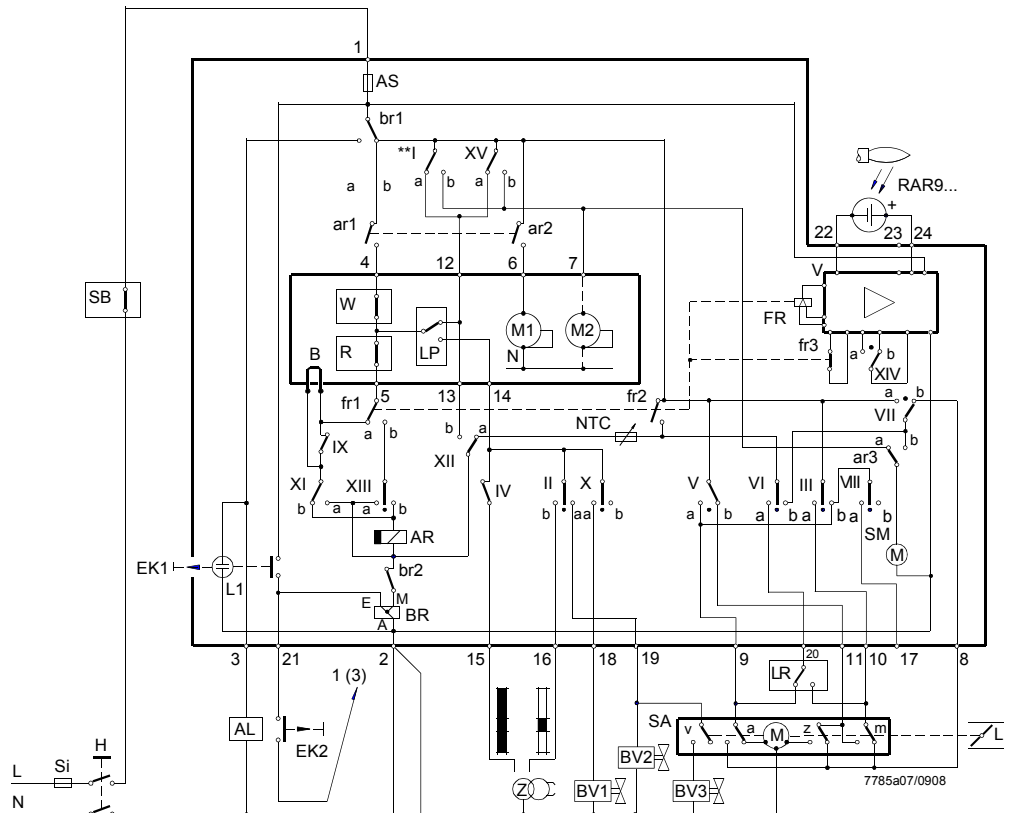 1
AS
br1
**I
XV
a
b
a
b
a
b
RAR9...
+
ar1
ar2
22
23
24
4
12
6
7
V
SB
W
M1
M2
FR
R
LP
N
B
fr3
a
b
XIV
fr1
5
13
14
fr2
a
b
VII
a
b
b
a
NTC
a
b
IX
XII
ar3
XI
XIII
IV
II
X
V
VI
III
VIII
b
a
a
b
b
a
a
b
a
b
a
b
a
b
a
b
SM
AR
M
EK1
L1
br2
E
M
BR
A
3
21
2
15
16
18
19
9
20
11
10
17
8
1 (3)
LR
AL
EK2
SA
v
a
M
z
m
L
H
BV2
L
Si
Z
BV1
BV3
7785a07/0908
N